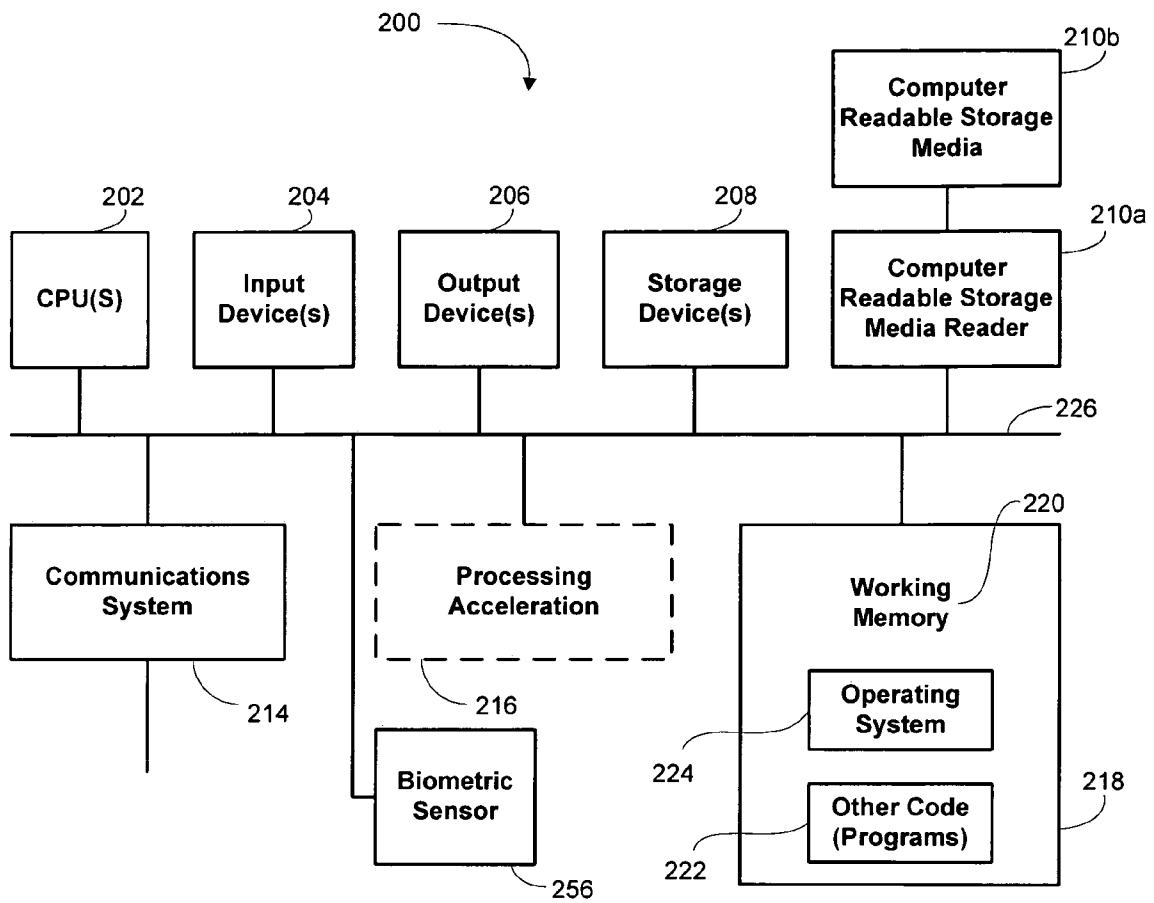 200
210b
Computer
Readable Storage
Media
202
204
206
208
210a
CPU(S)
Input
Device(s)
Output
Device(s)
Storage
Device(s)
Computer
Readable Storage
Media Reader
226
Communications
System
214
Processing
Acceleration
216
Biometric
Sensor
256
220
Working
Memory
Operating
System
224
Other Code
(Programs)
222
218